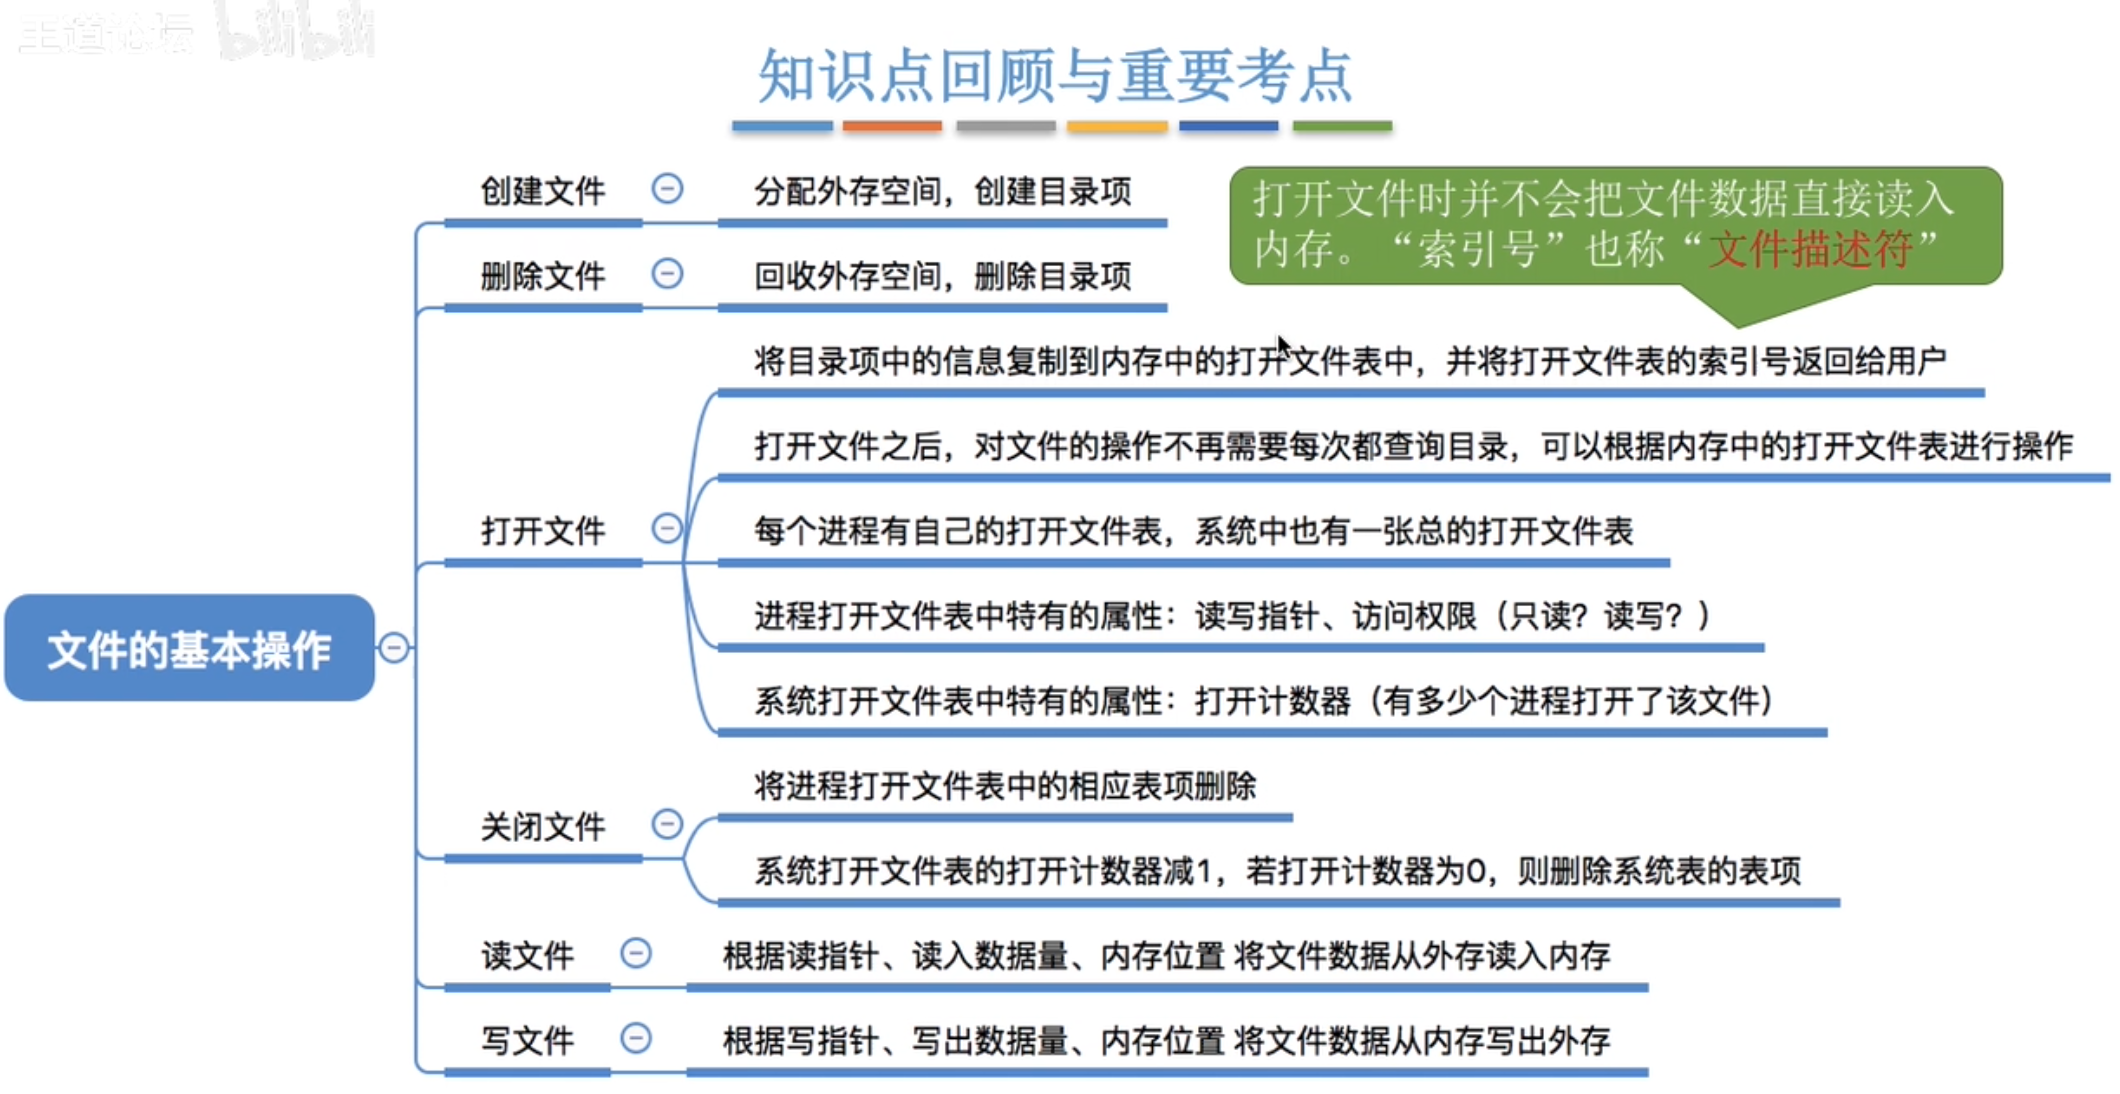 王道论坛 bilibili
知识点回顾与重要考点
创建文件
分配外存空间，创建目录项
打开文件时并不会把文件数据直接读入
内存。“索引号”也称“文件描述符”
删除文件
回收外存空间，删除目录项
将目录项中的信息复制到内存中的打开文件表中，并将打开文件表的索引号返回给用户
打开文件之后，对文件的操作不再需要每次都查询目录，可以根据内存中的打开文件表进行操作
打开文件
每个进程有自己的打开文件表，系统中也有一张总的打开文件表
进程打开文件表中特有的属性：读写指针、访问权限（只读？读写？）
系统打开文件表中特有的属性：打开计数器（有多少个进程打开了该文件）
文件的基本操作
关闭文件
将进程打开文件表中的相应表项删除
系统打开文件表的打开计数器减1，若打开计数器为0，则删除系统表的表项
读文件
根据读指针、读入数据量、内存位置 将文件数据从外存读入内存
写文件
根据写指针、写出数据量、内存位置 将文件数据从内存写出外存